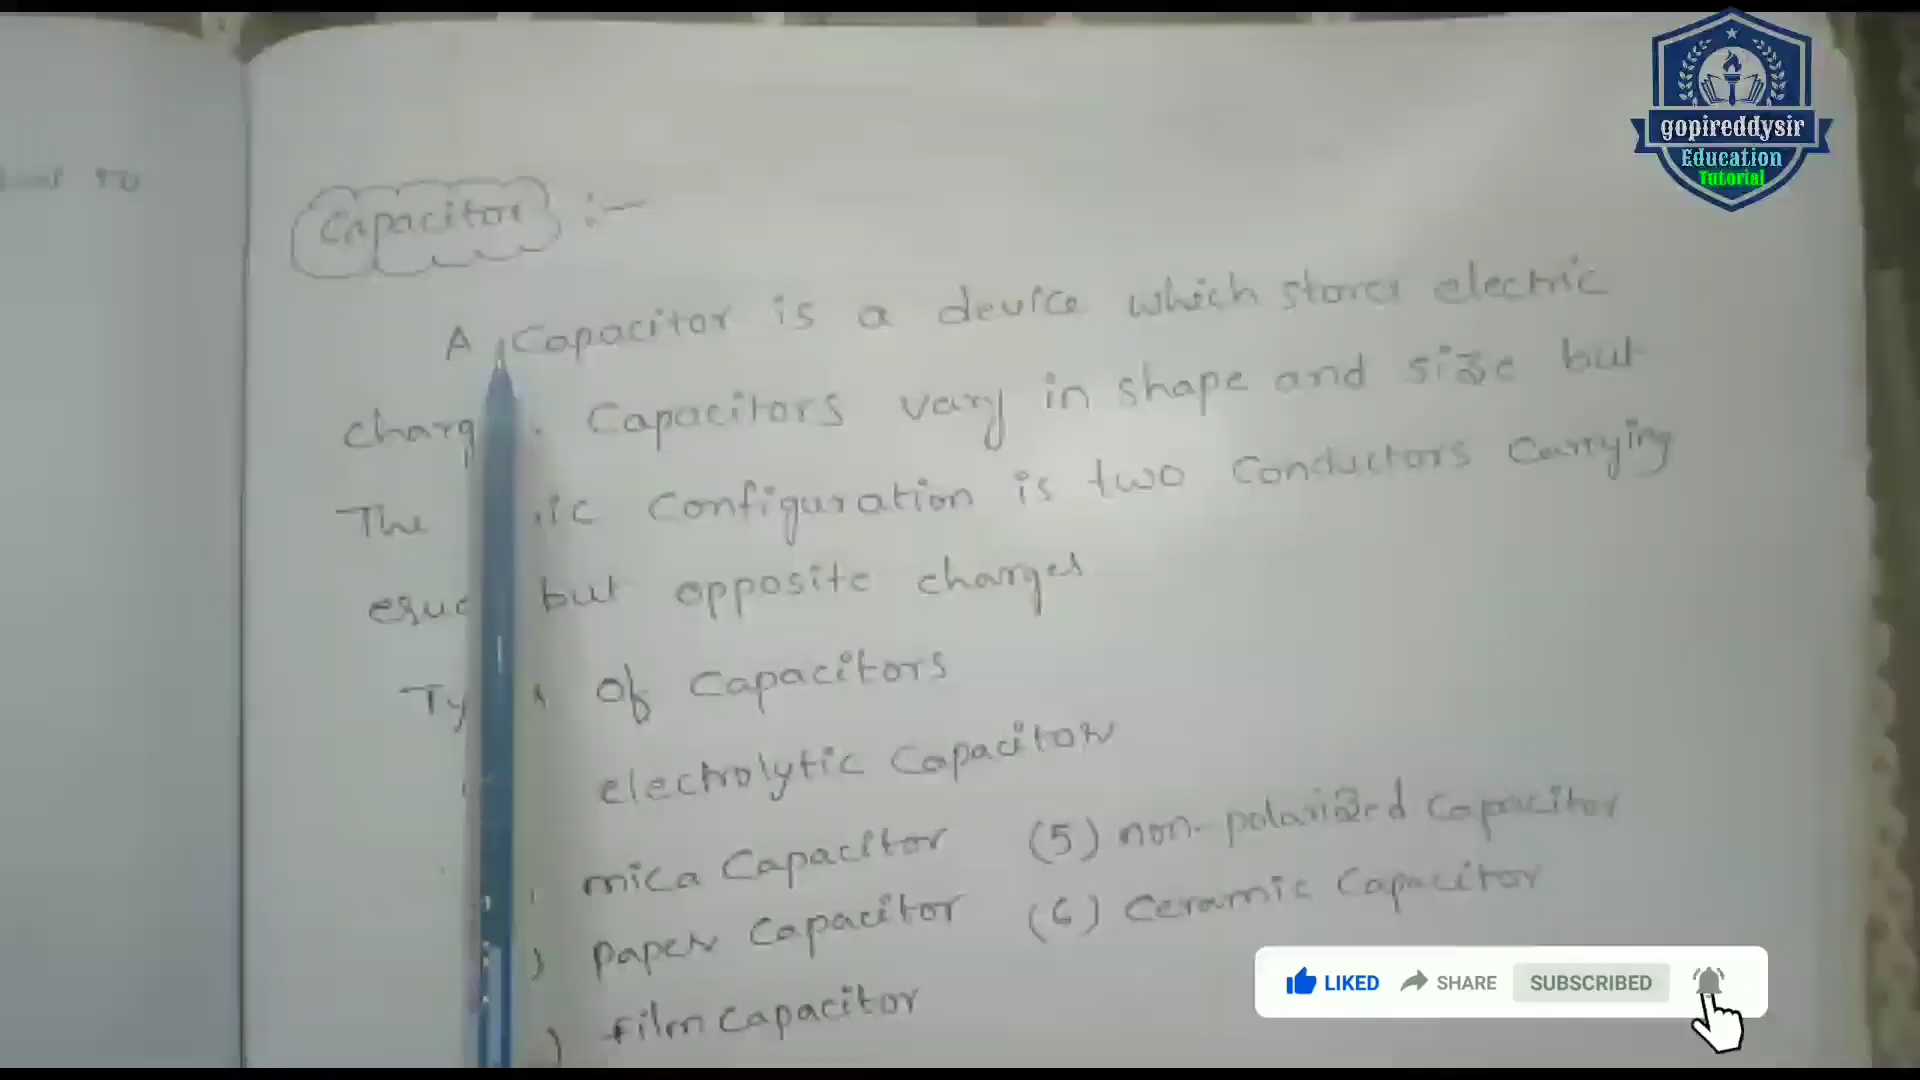 gopireddysir
Education
Tutorial
to
Capacitor :-
A Capacitor is a device which stores electric
charg . Capacitors vary in shape and size but
The ic Configuration is two Conductors Carrying
but opposite charges
Ty s Of Capacitors
electrolytic Capacitor
mica Capacitor (5) non-polarized Capacitor
) paper Capacitor (6) Ceramic Capacitor
) film Capacitor
LIKED SHARE SUBSCRIBED